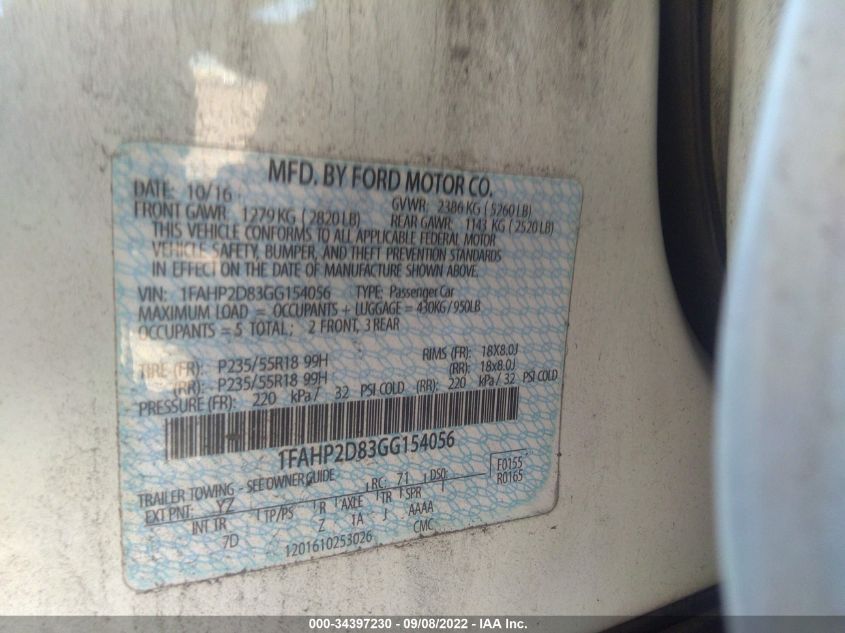 MFD. BY FORD MOTOR CO.
DATE: 10/16 GVWR: 2386 KG ( 5260 LB)
FRONT GAWR: 1279 KG ( 2820 LB) REAR GAWR: 1143 KG ( 2520 LB)
THIS VEHICLE CONFORMS TO ALL APPLICABLE FEDERAL MOTOR
VEHICLE SAFETY, BUMPER, AND THEFT PREVENTION STANDARDS
IN EFFECT ON THE DATE OF MANUFACTURE SHOWN ABOVE.
VIN: 1FAHP2D83GG154056 TYPE: Passenger Car
MAXIMUM LOAD = OCCUPANTS + LUGGAGE = 430KG/950LB
OCCUPANTS = 5 TOTAL: 2 FRONT, 3 REAR
TIRE (FR): P235/55R18 99H RIMS (FR): 18X8.0J
(RR): P235/55R18 99H (RR): 18x8.0J
PRESSURE (FR): 220 kPa/ 32 PSI COLD (RR): 220 kPa/ 32 PSI COLD
1FAHP2D83GG154056
TRAILER TOWING - SEE OWNER GUIDE
F0155
R0165
EXT PNT: YZ RC: 71 DSO:
INT TR TP/PS R AXLE TR SPR
7D Z 1A J AAAA
1201610253026 CMC
000-34397230 - 09/08/2022 - IAA Inc.